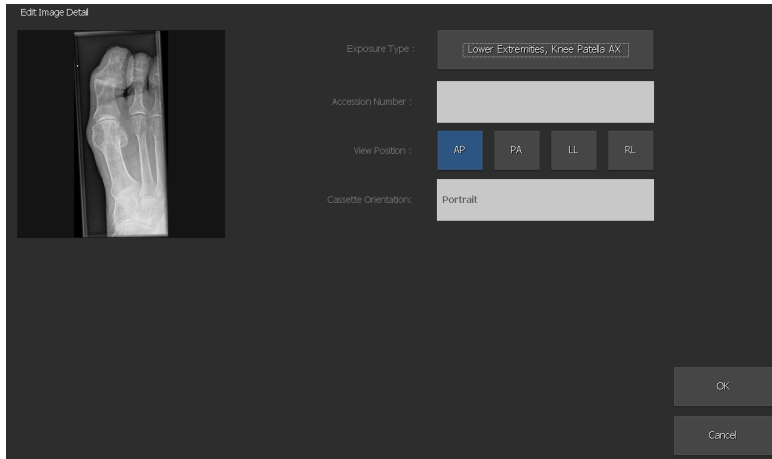 Edit Image Detail
Exposure Type :
Lower Extremities, Knee Patella AX
Accession Number :
View Position :
AP
PA
LL
RL
Cassette Orientation:
Portrait
OK
Cancel